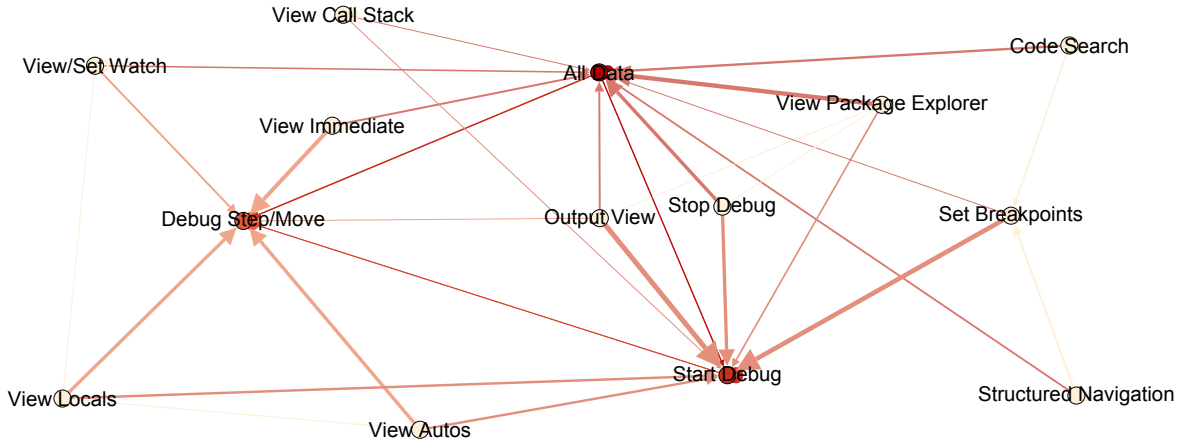 View Call Stack
Code Search
View/Set Watch
All Data
View Package Explorer
View Immediate
Stop Debug
Set Breakpoints
Debug Step/Move
Output View
Start Debug
Structured Navigation
View Locals
View Autos